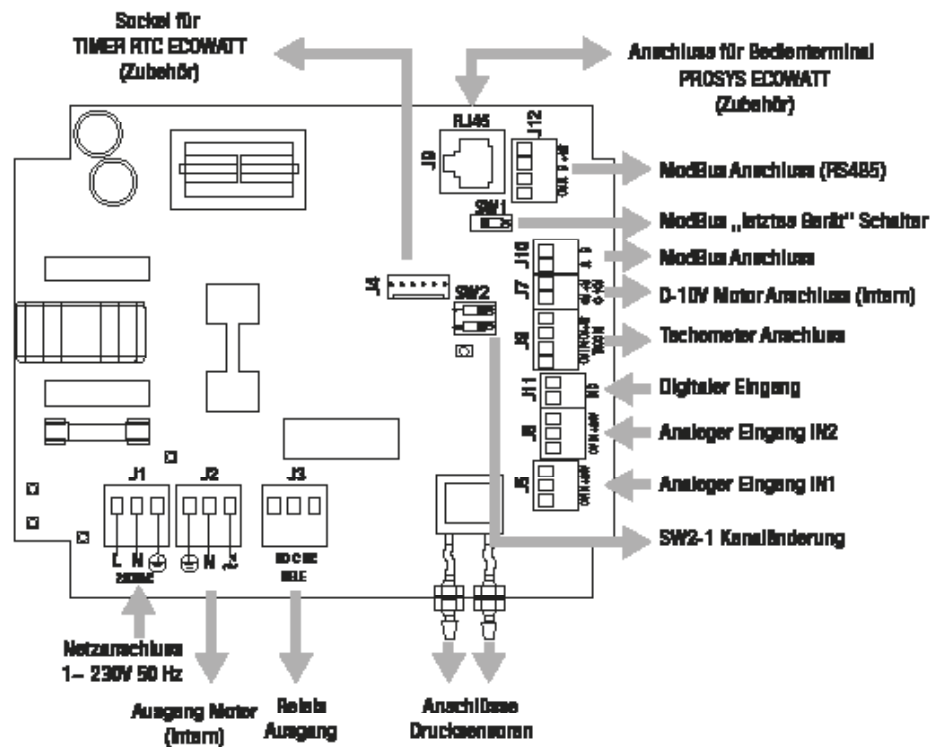 Sockel für
TIMER RTC ECOWATT
(Zubehör)
Anschluss für Bedienterminal
PROSYS ECOWATT
(Zubehör)
RJ45
J12
J9
ModBus Anschluss (RS485)
SW1
ModBus „letztes Gerät" Schalter
J10
ModBus Anschluss
J4
J7
0-10V Motor Anschluss (intern)
SW2
Tachometer Anschluss
J11
Digitaler Eingang
J6
Analoger Eingang IN2
J5
Analoger Eingang IN1
SW2-1 Kanaländerung
J1
J2
J3
L N
N
NO C NC
RELE
Netzanschluss
1~ 230V 50 Hz
Ausgang Motor
(intern)
Relais
Ausgang
Anschlüsse
Drucksensoren